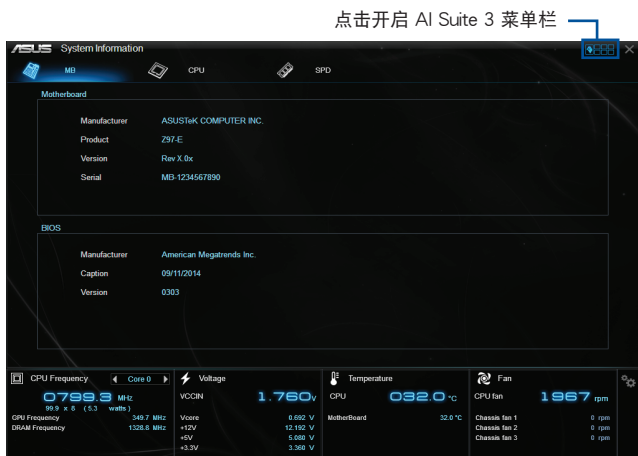 点击开启 AI Suite 3 菜单栏
ASUS System Information
MB CPU SPD
Motherboard
Manufacturer ASUSTeK COMPUTER INC.
Product Z97-E
Version Rev X.0x
Serial MB-1234567890
BIOS
Manufacturer American Megatrends Inc.
Caption 09/11/2014
Version 0303
CPU Frequency Core 0
0799.3 MHz
99.9 x 8 (5.3 watts)
GPU Frequency 349.7 MHz
DRAM Frequency 1328.8 MHz
Voltage
VCCIN 1.760v
Vcore 0.692 V
+12V 12.192 V
+5V 5.080 V
+3.3V 3.360 V
Temperature
CPU 032.0 °C
MotherBoard 32.0 °C
Fan
CPU fan 1967 rpm
Chassis fan 1 0 rpm
Chassis fan 2 0 rpm
Chassis fan 3 0 rpm